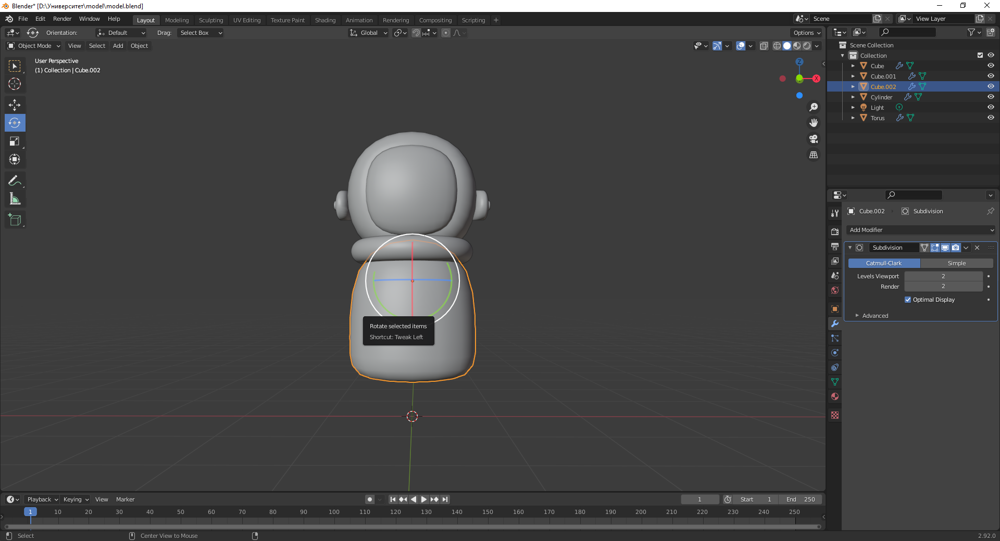 Blender* [D:\Университет\model\model.blend]
File Edit Render Window Help
Layout Modeling Sculpting UV Editing Texture Paint Shading Animation Rendering Compositing Scripting +
Scene
View Layer
Orientation: Default Drag: Select Box
Global
Options
Object Mode View Select Add Object
User Perspective
(1) Collection | Cube.002
Z
X
Rotate selected items
Shortcut: Tweak Left
Scene Collection
Collection
Cube
Cube.001
Cube.002
Cylinder
Light
Torus
Cube.002 Subdivision
Add Modifier
Subdivision
Catmull-Clark Simple
Levels Viewport 2
Render 2
Optimal Display
Advanced
Playback Keying View Marker
1 Start 1 End 250
1 10 20 30 40 50 60 70 80 90 100 110 120 130 140 150 160 170 180 190 200 210 220 230 240 250
Select Center View to Mouse 2.92.0